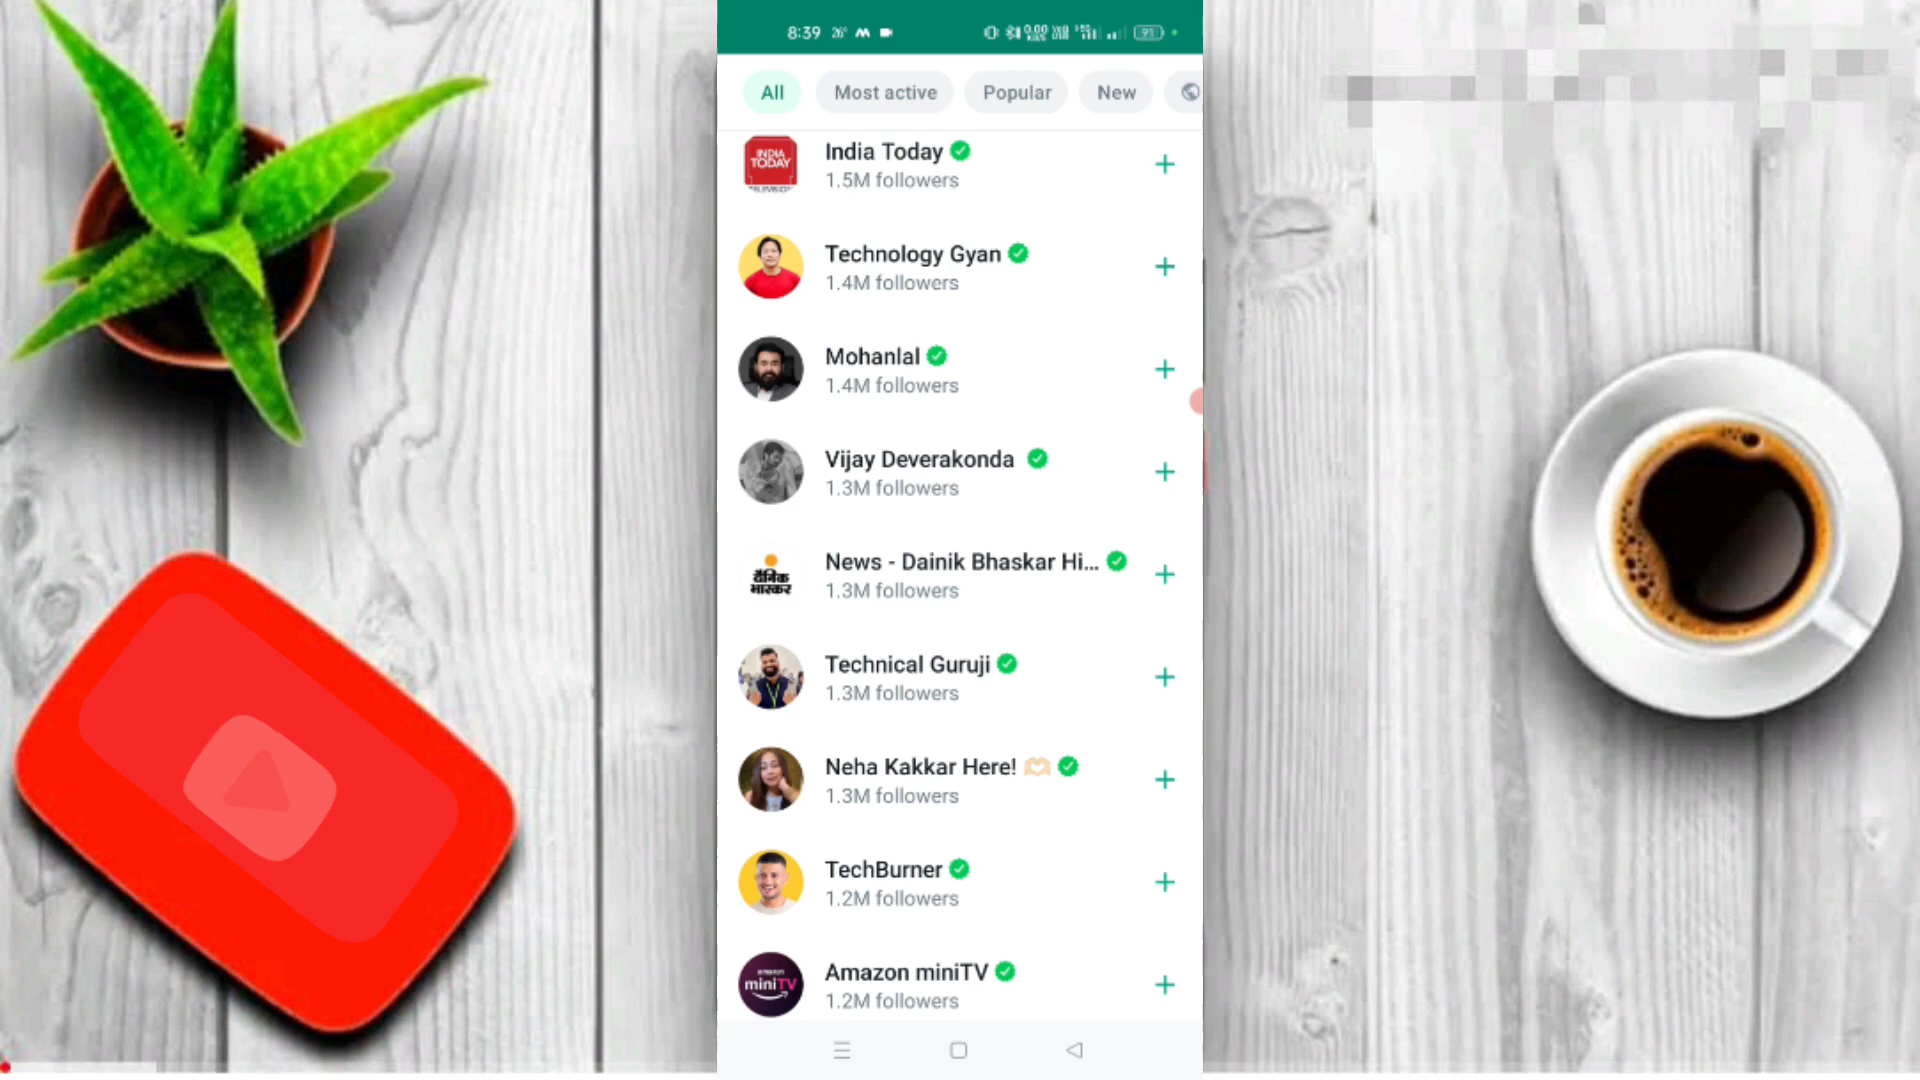 8:39 26° 91
All Most active Popular New
INDIA
TODAY
India Today
1.5M followers
Technology Gyan
1.4M followers
Mohanlal
1.4M followers
Vijay Deverakonda
1.3M followers
दैनिक
भास्कर
News - Dainik Bhaskar Hi...
1.3M followers
Technical Guruji
1.3M followers
Neha Kakkar Here! 🫶🏻
1.3M followers
TechBurner
1.2M followers
amazon
miniTV
Amazon miniTV
1.2M followers